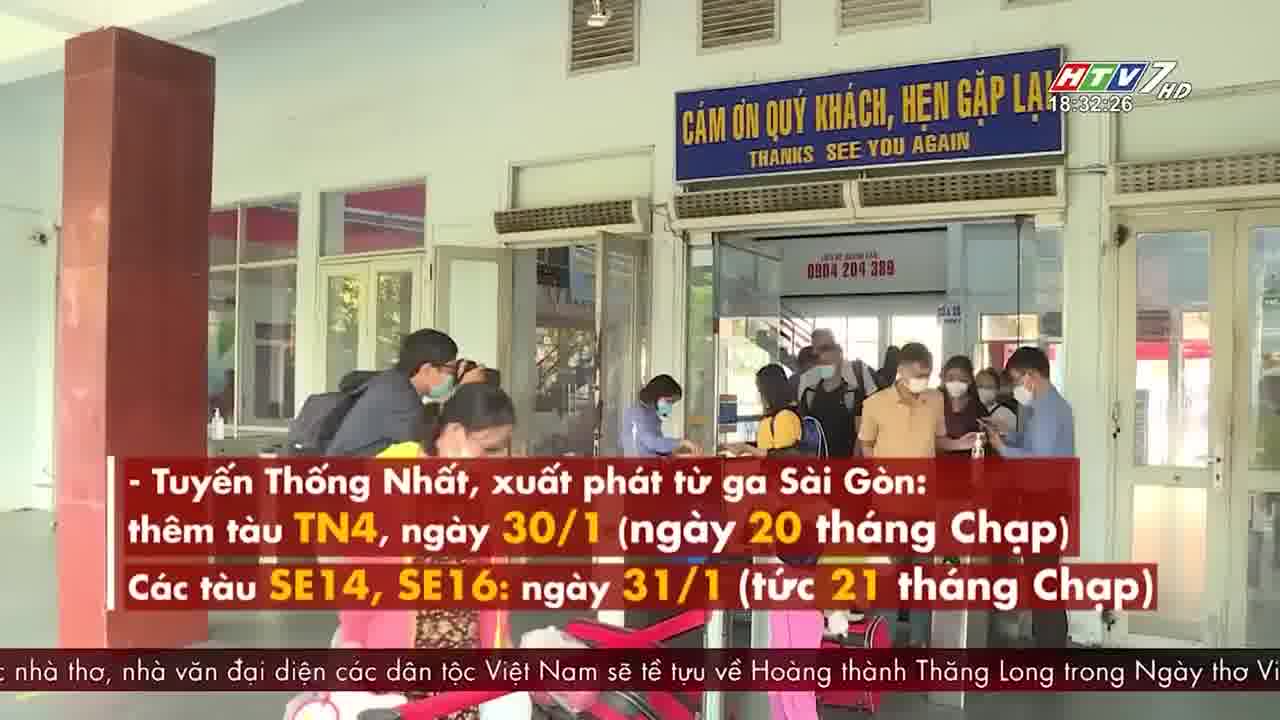 CÁM ƠN QUÝ KHÁCH, HẸN GẶP LẠI
THANKS SEE YOU AGAIN
HTV7 HD
18:32:26
0904 204 389
- Tuyến Thống Nhất, xuất phát từ ga Sài Gòn:
thêm tàu TN4, ngày 30/1 (ngày 20 tháng Chạp)
Các tàu SE14, SE16: ngày 31/1 (tức 21 tháng Chạp)
nhà thơ, nhà văn đại diện các dân tộc Việt Nam sẽ tề tựu về Hoàng thành Thăng Long trong Ngày thơ Vi